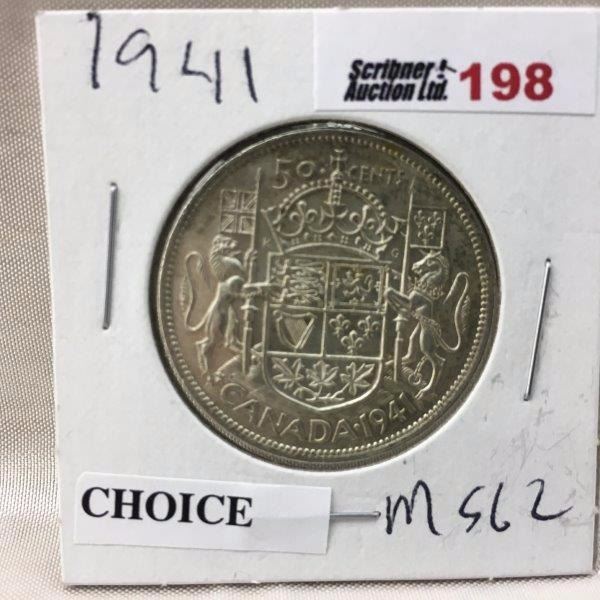 1941
Scribner
Auction Ltd. 198
50 CENTS
CANADA·1941
CHOICE
MS62